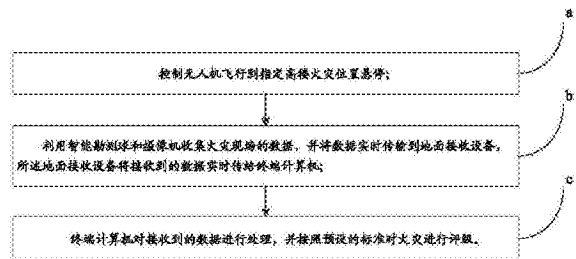 a
控制无人机飞行到指定高楼火灾位置悬停；
b
利用智能勘测球和摄像机收集火灾现场的数据，并将数据实时传输到地面接收设备，
所述地面接收设备将接收到的数据实时传给终端计算机；
c
终端计算机对接收到的数据进行处理，并按照预设的标准对火灾进行评级。